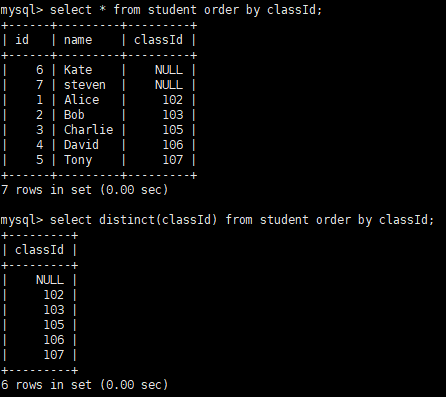 mysql> select * from student order by classId;
+------+---------+---------+
| id   | name    | classId |
+------+---------+---------+
|    6 | Kate    |    NULL |
|    7 | steven  |    NULL |
|    1 | Alice   |     102 |
|    2 | Bob     |     103 |
|    3 | Charlie |     105 |
|    4 | David   |     106 |
|    5 | Tony    |     107 |
+------+---------+---------+
7 rows in set (0.00 sec)

mysql> select distinct(classId) from student order by classId;
+---------+
| classId |
+---------+
|    NULL |
|     102 |
|     103 |
|     105 |
|     106 |
|     107 |
+---------+
6 rows in set (0.00 sec)